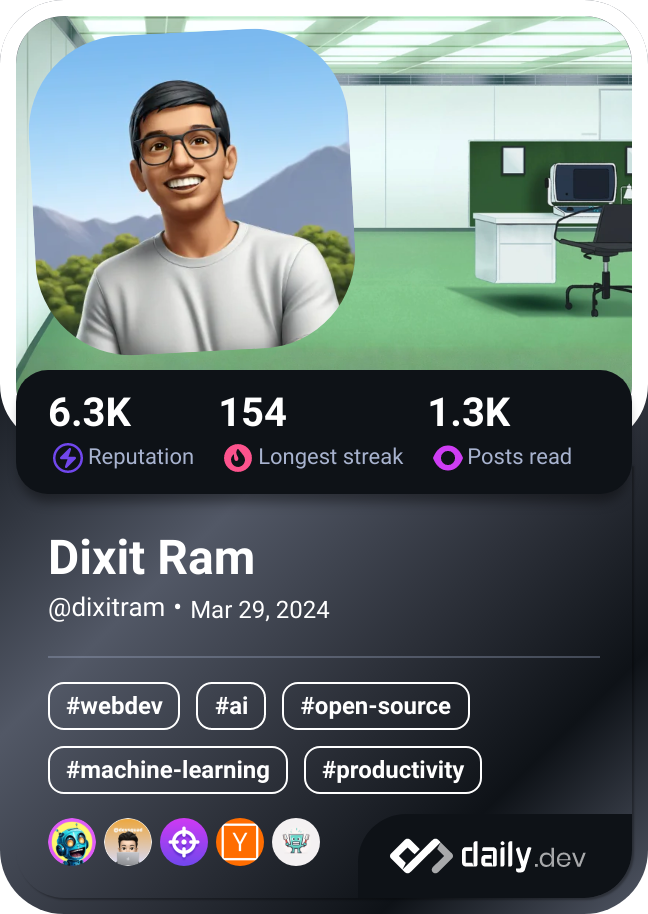 6.3K 154 1.3K
Reputation Longest streak Posts read
Dixit Ram
@dixitram • Mar 29, 2024
#webdev #ai #open-source
#machine-learning #productivity
Y
daily.dev